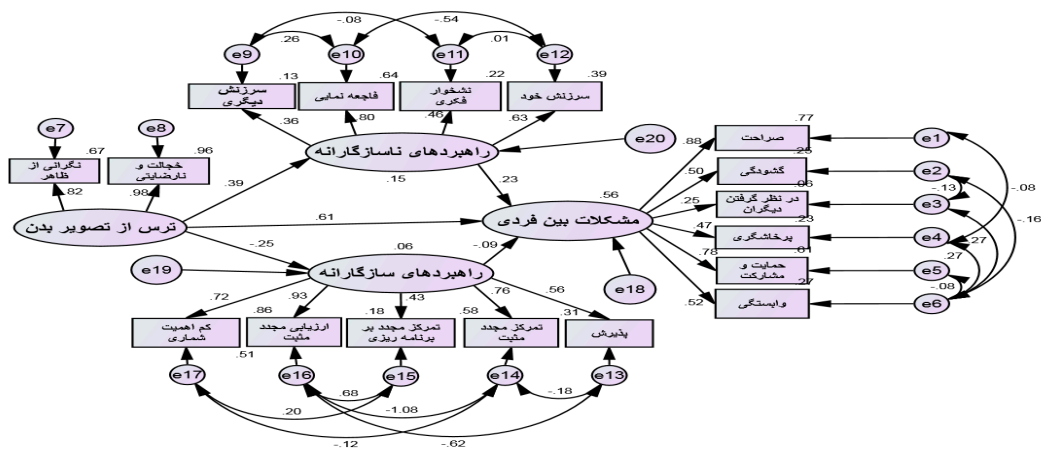 -.08
-.54
.26
.01
e9
e10
e11
e12
.13
.64
.22
.39
سرزنش
دیگری
فاجعه نمایی
نشخوار
فکری
سرزنش خود
.36
.80
.46
.63
e7
e8
.67
.96
نگرانی از
ظاهر
خجالت و
نارضایتی
.82
.98
راهبردهای ناسازگارانه
.15
e20
.39
.23
ترس از تصویر بدن
.61
مشکلات بین فردی
.56
e18
-.25
-.09
e19
.06
راهبردهای سازگارانه
.77
صراحت
.88
e1
.25
گشودگی
.50
e2
.06
در نظر گرفتن
دیگران
.25
e3
.23
پرخاشگری
.47
e4
.61
حمایت و
مشارکت
.78
e5
.27
وابستگی
.52
e6
-.13
-.08
-.16
.27
.27
-.08
.72
.93
.43
.76
.56
.86
.18
.58
.31
کم اهمیت
شماری
ارزیابی مجدد
مثبت
تمرکز مجدد بر
برنامه ریزی
تمرکز مجدد
مثبت
پذیرش
.51
e17
e16
e15
e14
e13
.68
-.18
.20
-1.08
-.12
-.62